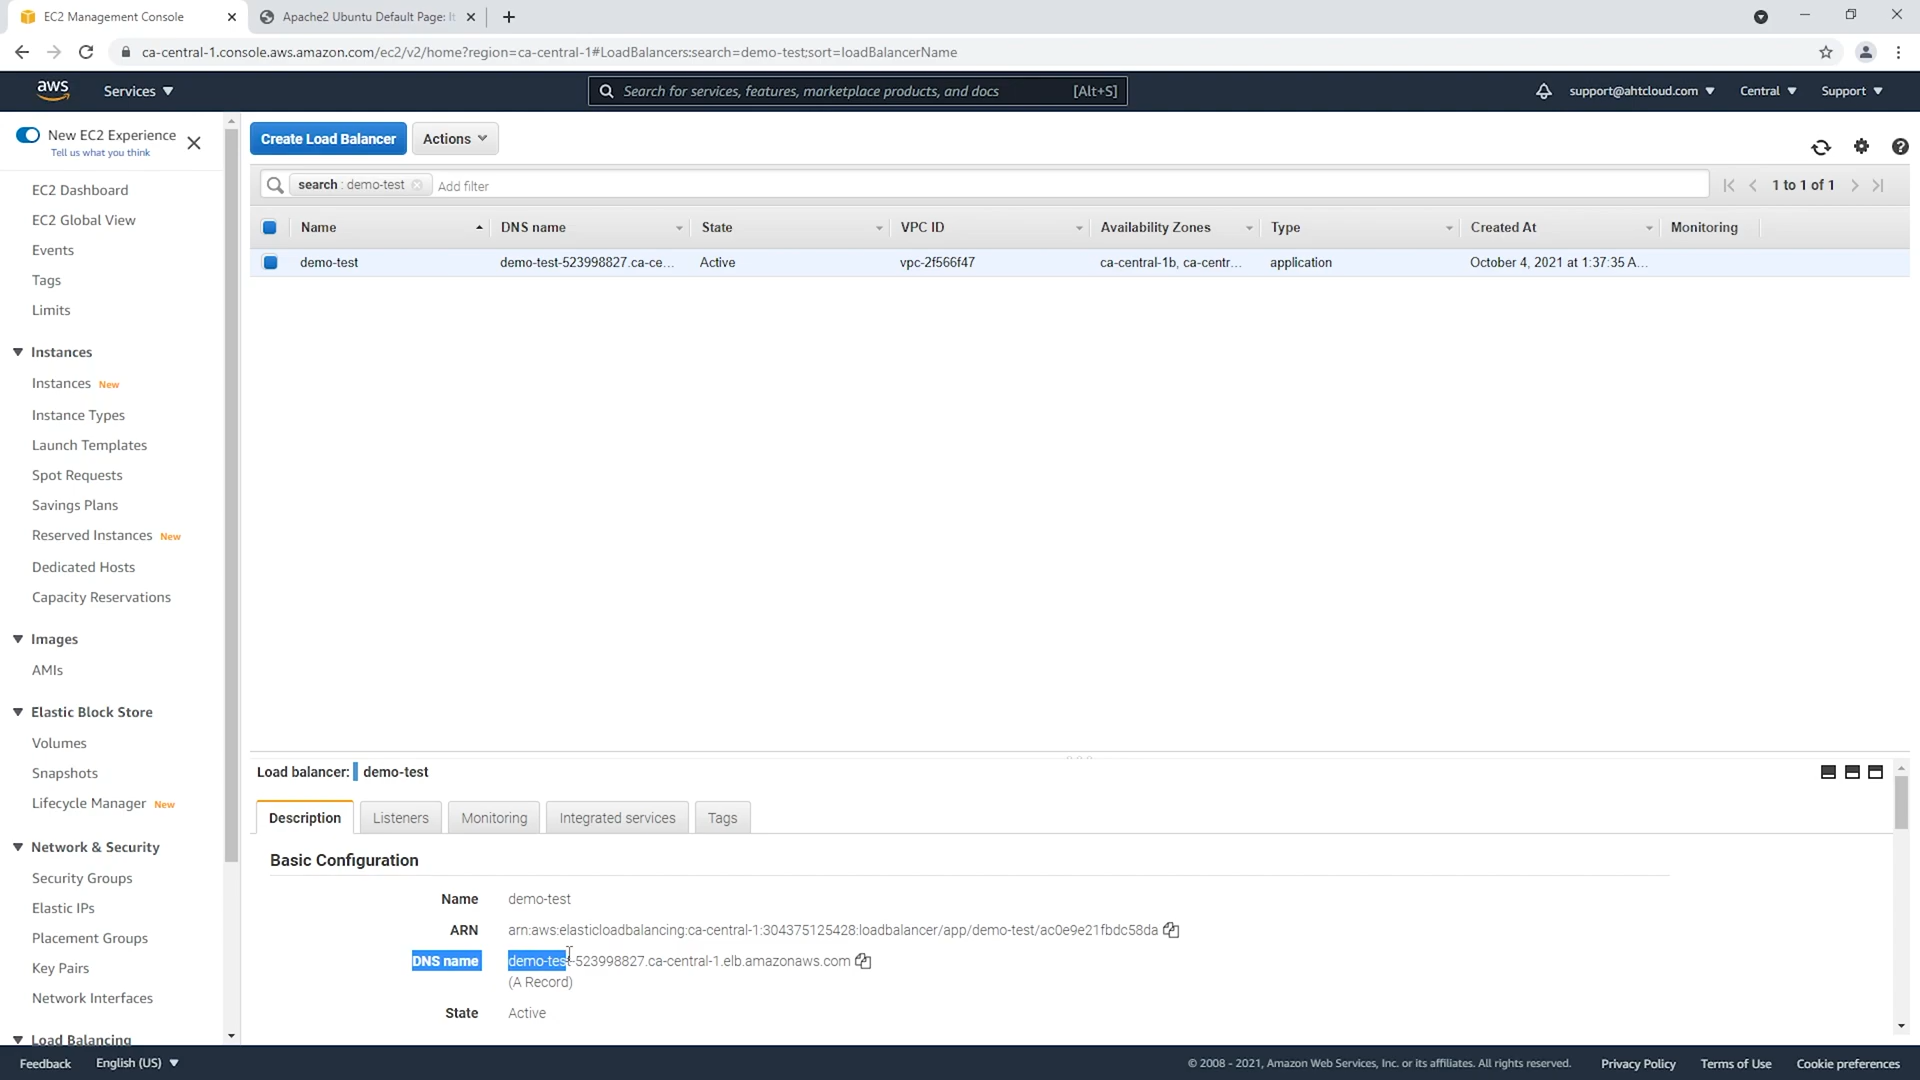 EC2 Management Console
Apache2 Ubuntu Default Page: It
ca-central-1.console.aws.amazon.com/ec2/v2/home?region=ca-central-1#LoadBalancers:search=demo-test;sort=loadBalancerName
aws
Services
Search for services, features, marketplace products, and docs
[Alt+S]
support@ahtcloud.com
Central
Support
New EC2 Experience
Tell us what you think
EC2 Dashboard
EC2 Global View
Events
Tags
Limits
Instances
Instances New
Instance Types
Launch Templates
Spot Requests
Savings Plans
Reserved Instances New
Dedicated Hosts
Capacity Reservations
Images
AMIs
Elastic Block Store
Volumes
Snapshots
Lifecycle Manager New
Network & Security
Security Groups
Elastic IPs
Placement Groups
Key Pairs
Network Interfaces
Load Balancing
Create Load Balancer
Actions
search : demo-test
Add filter
1 to 1 of 1
Name DNS name State VPC ID Availability Zones Type Created At Monitoring
demo-test demo-test-523998827.ca-ce... Active vpc-2f566f47 ca-central-1b, ca-centr... application October 4, 2021 at 1:37:35 A...
Load balancer: demo-test
Description
Listeners
Monitoring
Integrated services
Tags
Basic Configuration
Name demo-test
ARN arn:aws:elasticloadbalancing:ca-central-1:304375125428:loadbalancer/app/demo-test/ac0e9e21fbdc58da
DNS name demo-test-523998827.ca-central-1.elb.amazonaws.com
(A Record)
State Active
Feedback
English (US)
© 2008 - 2021, Amazon Web Services, Inc. or its affiliates. All rights reserved.
Privacy Policy
Terms of Use
Cookie preferences